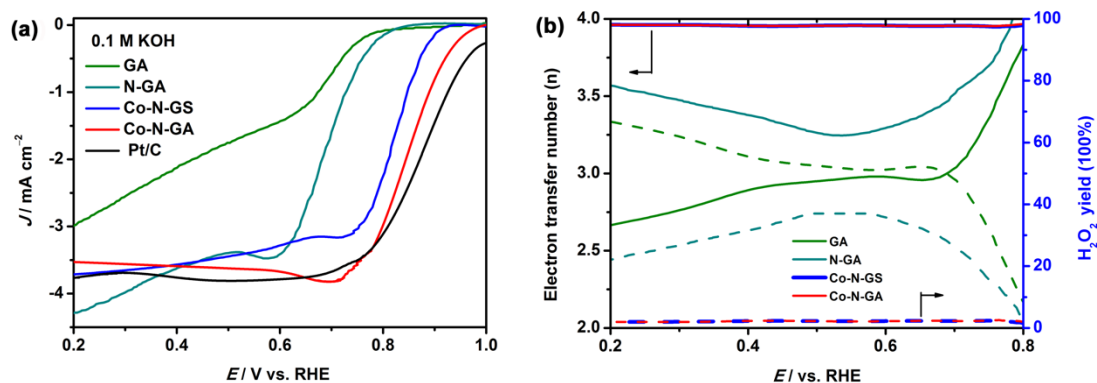 (a)
0.1 M KOH
GA
N-GA
Co-N-GS
Co-N-GA
Pt/C
0
-1
-2
-3
-4
J / mA cm⁻²
0.2 0.4 0.6 0.8 1.0
E / V vs. RHE
(b)
4.0
3.5
3.0
2.5
2.0
Electron transfer number (n)
GA
N-GA
Co-N-GS
Co-N-GA
100
80
60
40
20
0
H₂O₂ yield (100%)
0.2 0.4 0.6 0.8
E / V vs. RHE